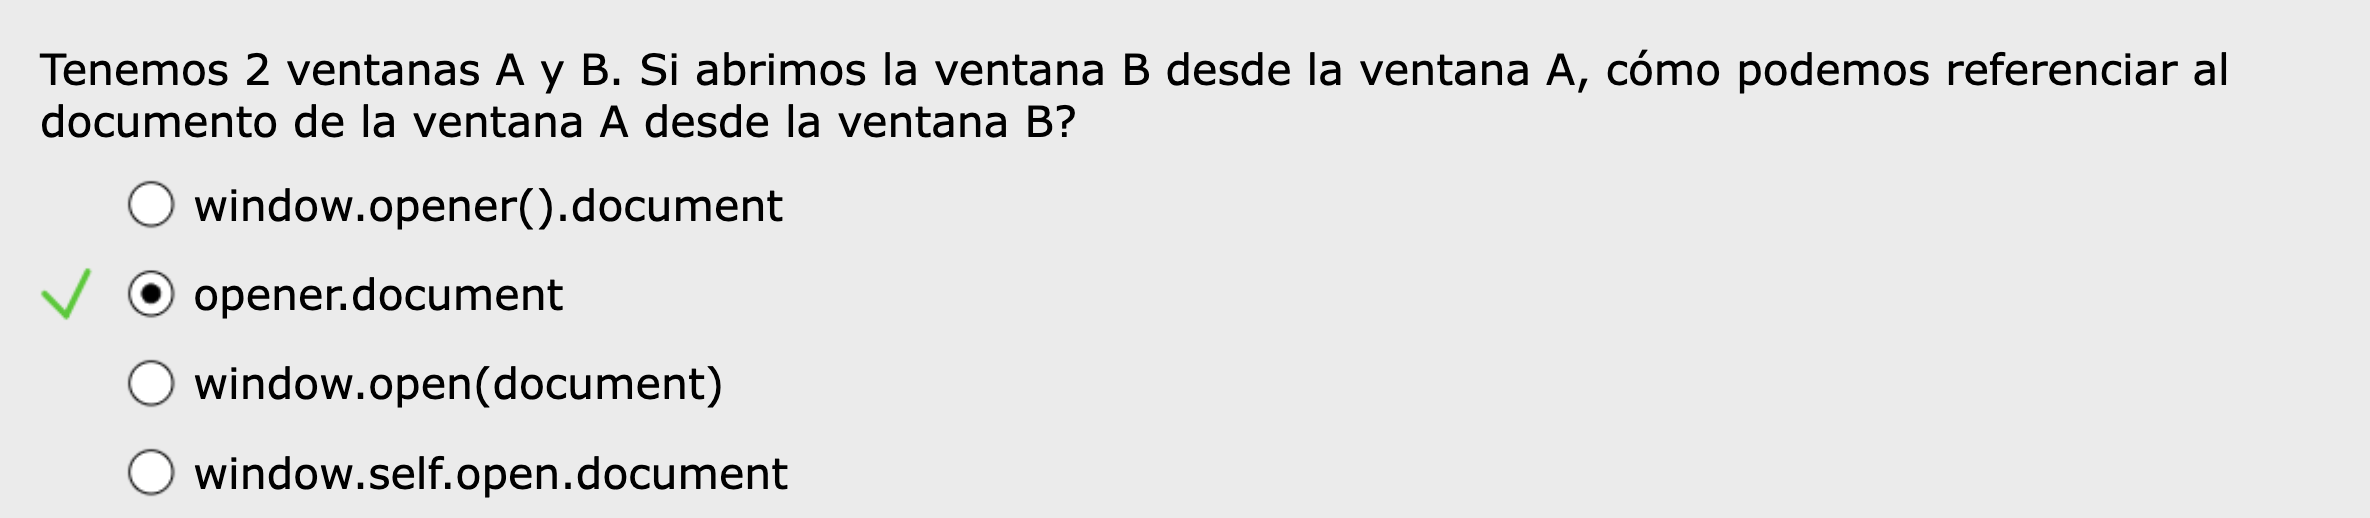 Tenemos 2 ventanas A y B. Si abrimos la ventana B desde la ventana A, cómo podemos referenciar al
documento de la ventana A desde la ventana B?
window.opener().document
opener.document
window.open(document)
window.self.open.document